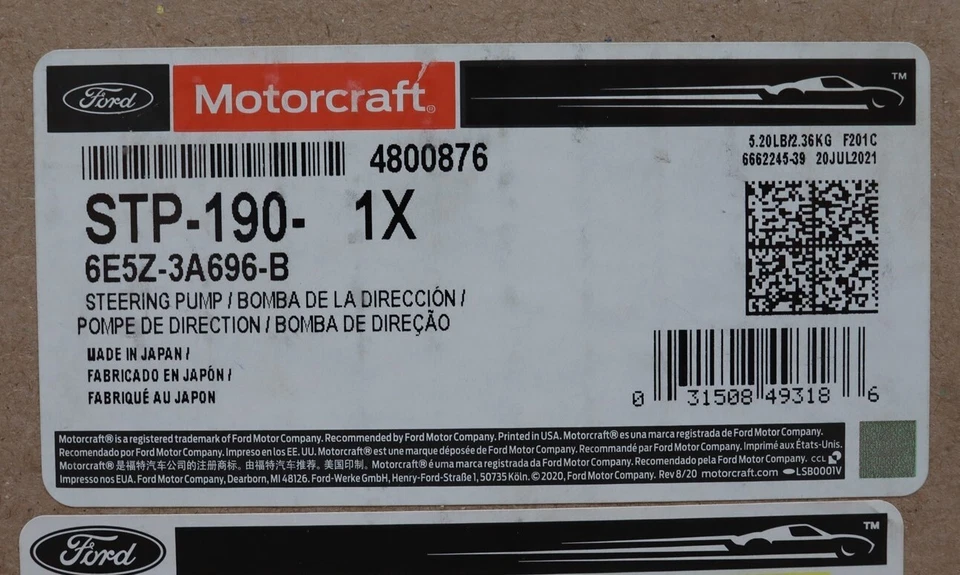 Ford Motorcraft® TM
5.20LB/2.36KG F201C
6662245-39 20JUL2021
4800876
STP-190- 1X
6E5Z-3A696-B
STEERING PUMP / BOMBA DE LA DIRECCIÓN /
POMPE DE DIRECTION / BOMBA DE DIREÇÃO
MADE IN JAPAN /
FABRICADO EN JAPÓN /
FABRIQUÉ AU JAPON
0 31508 49318 6
Motorcraft® is a registered trademark of Ford Motor Company. Recommended by Ford Motor Company. Printed in USA. Motorcraft® es una marca registrada de Ford Motor Company.
Recomendado por Ford Motor Company. Impreso en los EE. UU. Motorcraft® est une marque déposée de Ford Motor Company. Recommandé par Ford Motor Company. Imprimé aux États-Unis.
Motorcraft® 是福特汽车公司的注册商标。由福特汽车推荐。美国印制。Motorcraft® é uma marca registrada da Ford Motor Company. Recomendado pela Ford Motor Company. CCL
Impresso nos EUA. Ford Motor Company, Dearborn, MI 48126. Ford-Werke GmbH, Henry-Ford-Straße 1, 50735 Köln. © 2020, Ford Motor Company. Rev 8/20 motorcraft.com LSB0001V
Ford TM